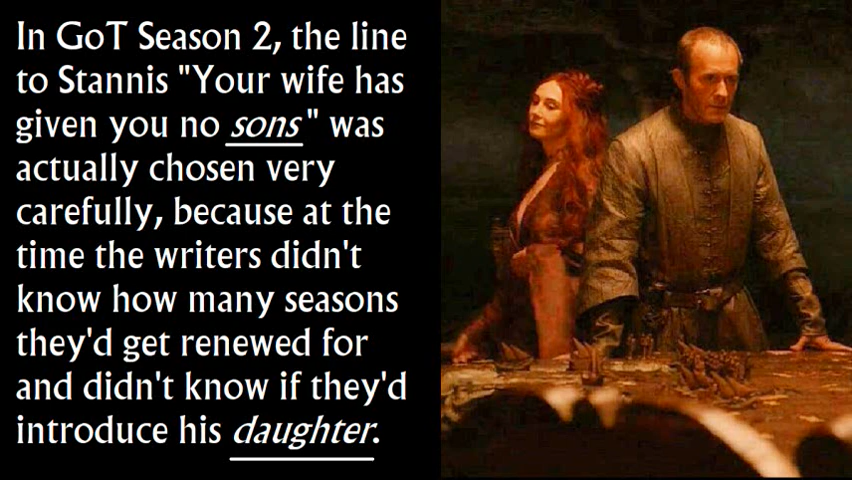 In GoT Season 2, the line
to Stannis "Your wife has
given you no sons" was
actually chosen very
carefully, because at the
time the writers didn't
know how many seasons
they'd get renewed for
and didn't know if they'd
introduce his daughter.